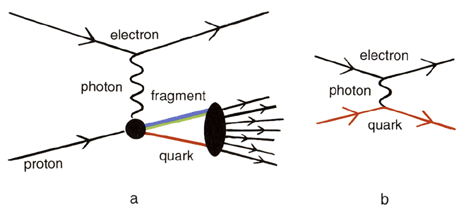 electron
photon
fragment
proton
quark
a
electron
photon
quark
b